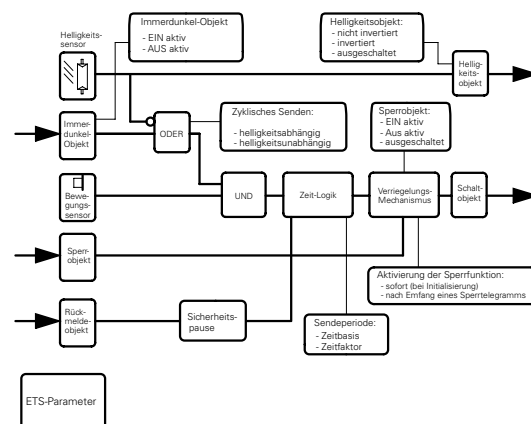 Helligkeits-
sensor
Immerdunkel-Objekt
- EIN aktiv
- AUS aktiv
Helligkeitsobjekt:
- nicht invertiert
- invertiert
- ausgeschaltet
Hellig-
keits-
objekt
Immer-
dunkel-
Objekt
ODER
Zyklisches Senden:
- helligkeitsabhängig
- helligkeitsunabhängig
Sperrobjekt:
- EIN aktiv
- Aus aktiv
- ausgeschaltet
Bewe-
gungs-
sensor
UND
Zeit-Logik
Verriegelungs-
Mechanismus
Schalt-
objekt
Sperr-
objekt
Aktivierung der Sperrfunktion:
- sofort (bei Initialisierung)
- nach Emfang eines Sperrtelegramms
Rück-
melde-
objekt
Sicherheits-
pause
Sendeperiode:
- Zeitbasis
- Zeitfaktor
ETS-Parameter